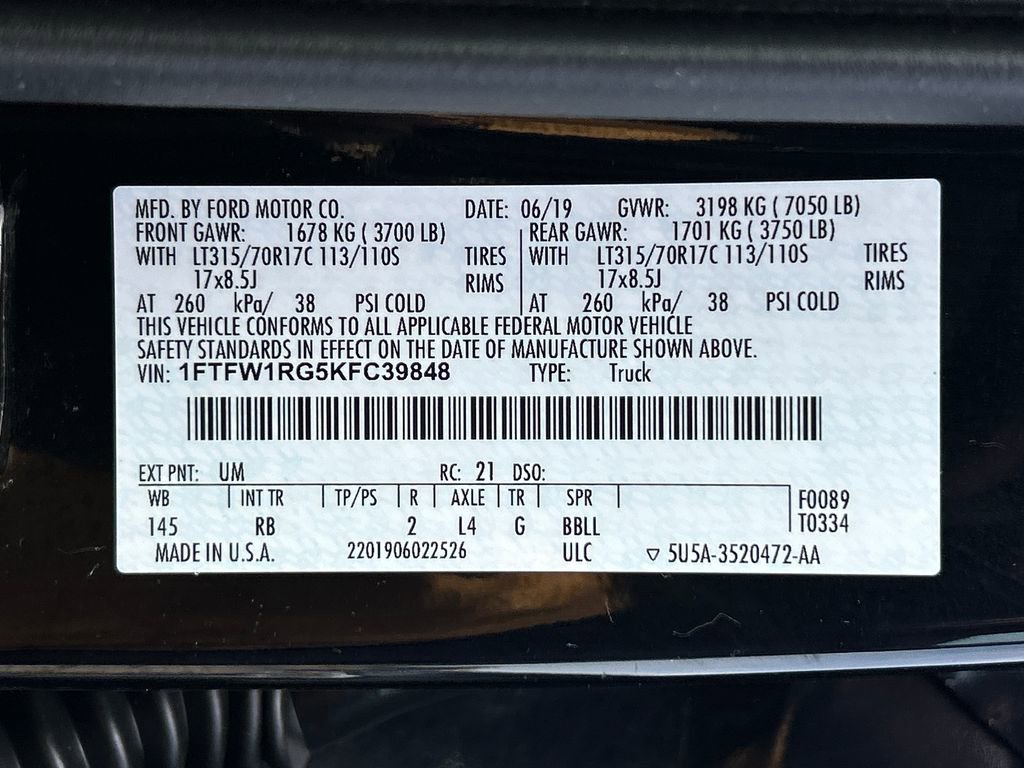 MFD. BY FORD MOTOR CO. DATE: 06/19 GVWR: 3198 KG ( 7050 LB)
FRONT GAWR: 1678 KG ( 3700 LB) REAR GAWR: 1701 KG ( 3750 LB)
WITH LT315/70R17C 113/110S TIRES WITH LT315/70R17C 113/110S TIRES
17x8.5J RIMS 17x8.5J RIMS
AT 260 kPa/ 38 PSI COLD AT 260 kPa/ 38 PSI COLD
THIS VEHICLE CONFORMS TO ALL APPLICABLE FEDERAL MOTOR VEHICLE
SAFETY STANDARDS IN EFFECT ON THE DATE OF MANUFACTURE SHOWN ABOVE.
VIN: 1FTFW1RG5KFC39848 TYPE: Truck
EXT PNT: UM RC: 21 DSO:
WB INT TR TP/PS R AXLE TR SPR F0089
145 RB 2 L4 G BBLL T0334
MADE IN U.S.A. 2201906022526 ULC ▽ 5U5A-3520472-AA